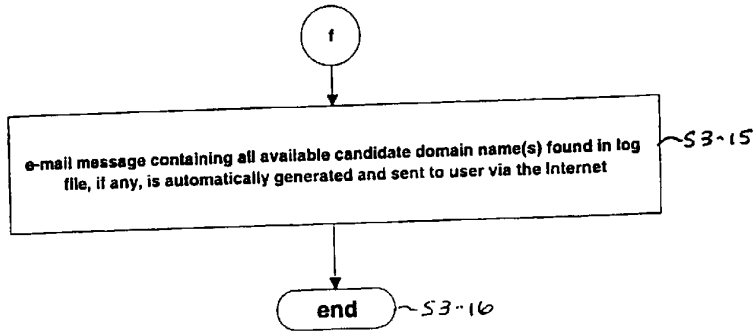 f
e-mail message containing all available candidate domain name(s) found in log
file, if any, is automatically generated and sent to user via the Internet
S3-15
end
S3-16